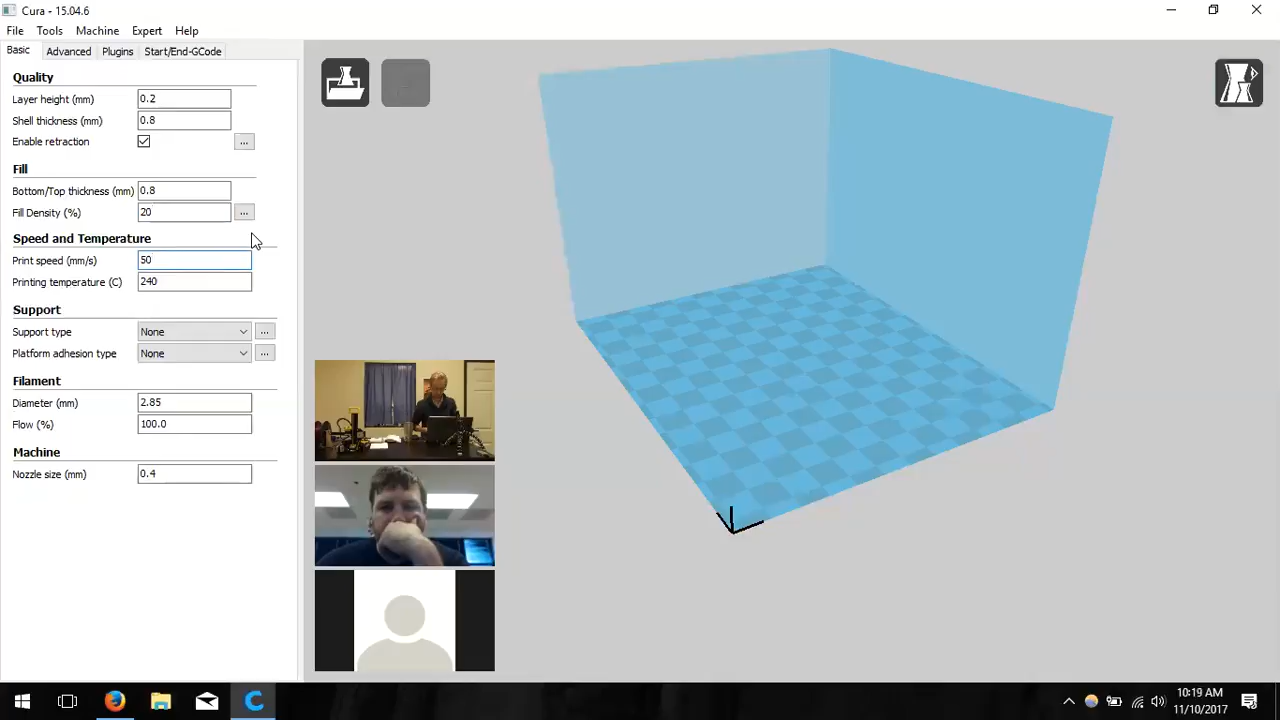 Cura - 15.04.6
File Tools Machine Expert Help
Basic Advanced Plugins Start/End-GCode
Quality
Layer height (mm) 0.2
Shell thickness (mm) 0.8
Enable retraction ...
Fill
Bottom/Top thickness (mm) 0.8
Fill Density (%) 20 ...
Speed and Temperature
Print speed (mm/s) 50
Printing temperature (C) 240
Support
Support type None ...
Platform adhesion type None ...
Filament
Diameter (mm) 2.85
Flow (%) 100.0
Machine
Nozzle size (mm) 0.4
10:19 AM
11/10/2017